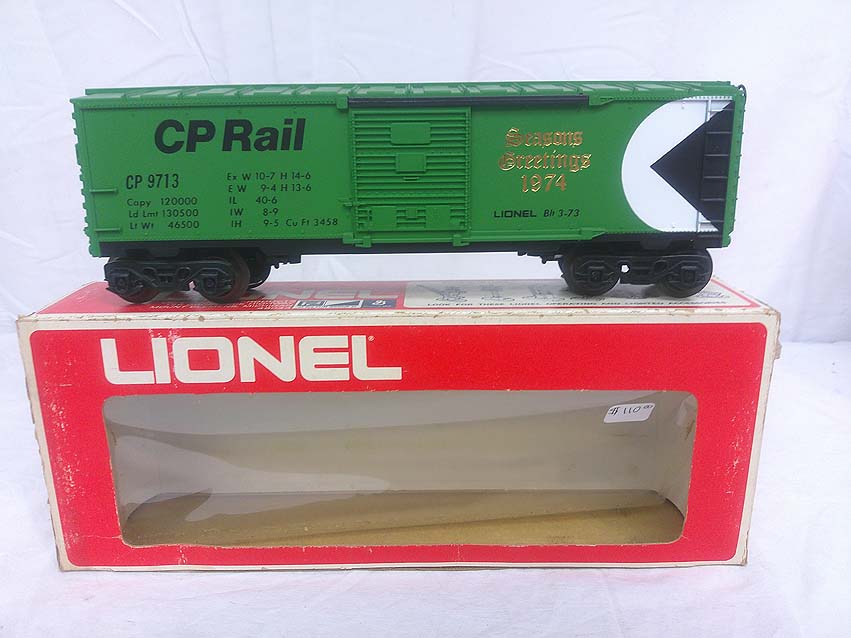 CP Rail
CP 9713
Capy 120000
Ld Lmt 130500
Lt Wt 46500
Ex W 10-7 H 14-6
E W 9-4 H 13-6
IL 40-6
IW 8-9
IH 9-5 Cu Ft 3458
Seasons
Greetings
1974
LIONEL Blt 3-73
LIONEL
LIONEL
$110.00